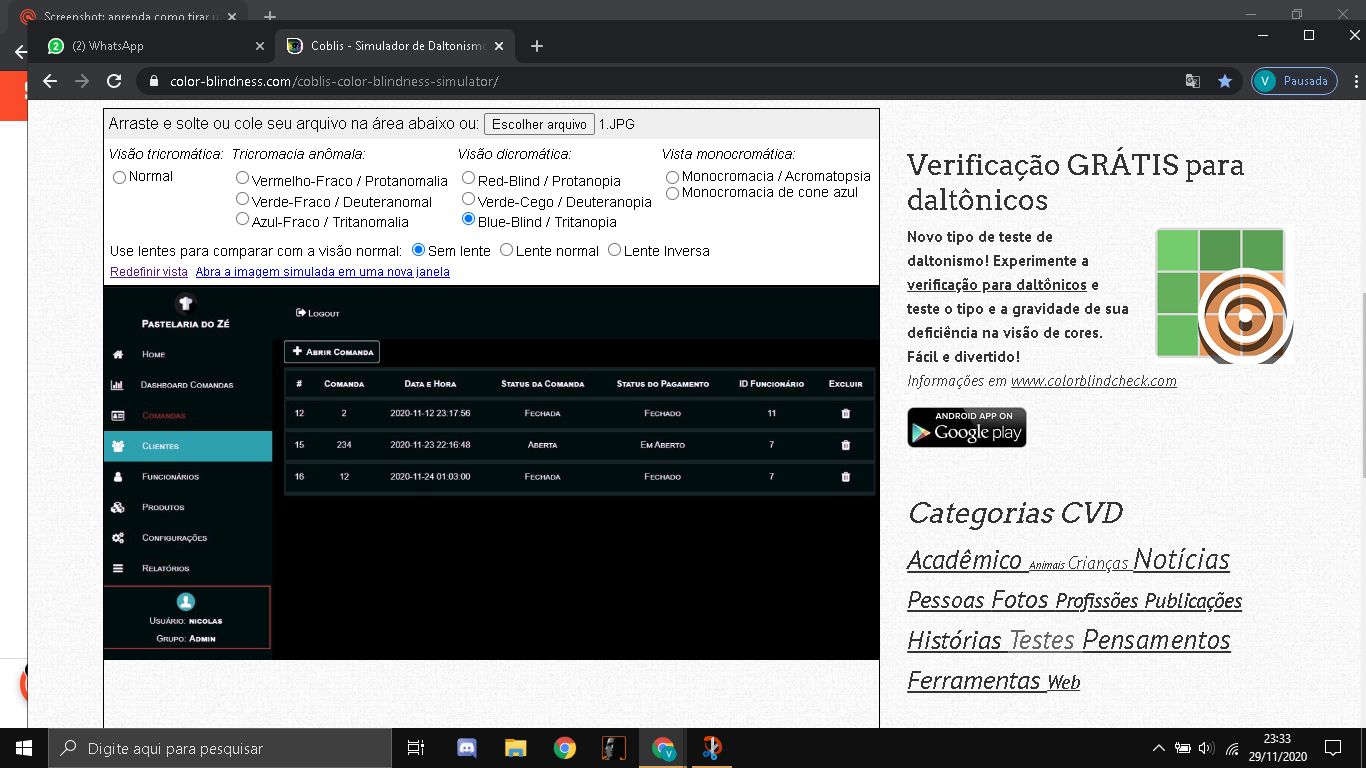 Screenshot: aprenda como tirar u
(2) WhatsApp
Coblis - Simulador de Daltonismo
color-blindness.com/coblis-color-blindness-simulator/
V Pausada
Arraste e solte ou cole seu arquivo na área abaixo ou: Escolher arquivo 1.JPG
Visão tricromática: Tricromacia anômala: Visão dicromática: Vista monocromática:
Normal Vermelho-Fraco / Protanomalia Red-Blind / Protanopia Monocromacia / Acromatopsia
Verde-Fraco / Deuteranomal Verde-Cego / Deuteranopia Monocromacia de cone azul
Azul-Fraco / Tritanomalia Blue-Blind / Tritanopia
Use lentes para comparar com a visão normal: Sem lente Lente normal Lente Inversa
Redefinir vista Abra a imagem simulada em uma nova janela
Pastelaria do Zé
Logout
Home
Dashboard Comandas
Comandas
Clientes
Funcionários
Produtos
Configurações
Relatórios
Usuário: nicolas
Grupo: Admin
+ Abrir Comanda
# Comanda Data e Hora Status da Comanda Status do Pagamento ID Funcionário Excluir
12 2 2020-11-12 23:17:56 Fechada Fechado 11
15 234 2020-11-23 22:16:48 Aberta Em Aberto 7
16 12 2020-11-24 01:03:00 Fechada Fechado 7
Verificação GRÁTIS para
daltônicos
Novo tipo de teste de
daltonismo! Experimente a
verificação para daltônicos e
teste o tipo e a gravidade de sua
deficiência na visão de cores.
Fácil e divertido!
Informações em www.colorblindcheck.com
ANDROID APP ON
Google play
Categorias CVD
Acadêmico Animais Crianças Notícias
Pessoas Fotos Profissões Publicações
Histórias Testes Pensamentos
Ferramentas Web
Digite aqui para pesquisar
23:33
29/11/2020